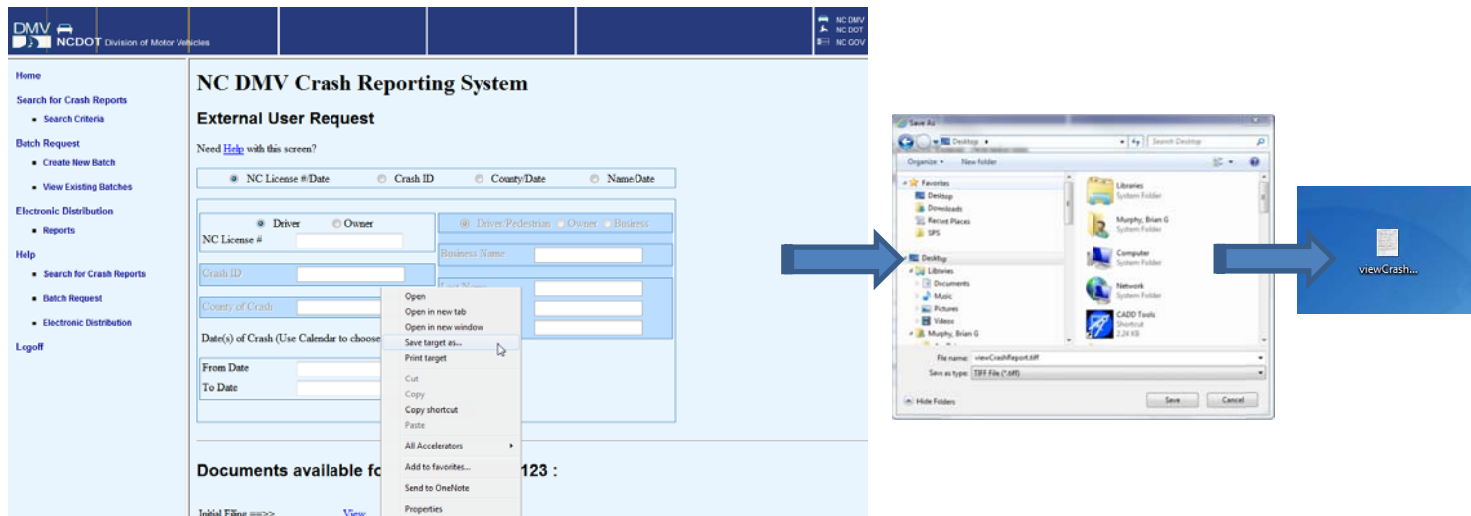 DMV
NCDOT Division of Motor Vehicles
NC DMV
NC DOT
NC GOV
Home
Search for Crash Reports
Search Criteria
Batch Request
Create New Batch
View Existing Batches
Electronic Distribution
Reports
Help
Search for Crash Reports
Batch Request
Electronic Distribution
Logoff
NC DMV Crash Reporting System
External User Request
Need Help with this screen?
NC License #/Date Crash ID County/Date Name/Date
Driver Owner
NC License #
Crash ID
County of Crash
Date(s) of Crash (Use Calendar to choose
From Date
To Date
Driver/Pedestrian Owner Business
Business Name
Open
Open in new tab
Open in new window
Save target as...
Print target
Cut
Copy
Copy shortcut
Paste
All Accelerators
Add to favorites...
Send to OneNote
Properties
Documents available fo 123 :
Initial Filing ==>> View
Save As
Desktop
Search Desktop
Organize New folder
Favorites
Desktop
Downloads
Recent Places
SPS
Desktop
Libraries
Documents
Music
Pictures
Videos
Murphy, Brian G
Libraries
System Folder
Murphy, Brian G
System Folder
Computer
System Folder
Network
System Folder
CADD Tools
Shortcut
2.24 KB
File name: viewCrashReport.tiff
Save as type: TIFF File (*.tiff)
Hide Folders Save Cancel
viewCrash...